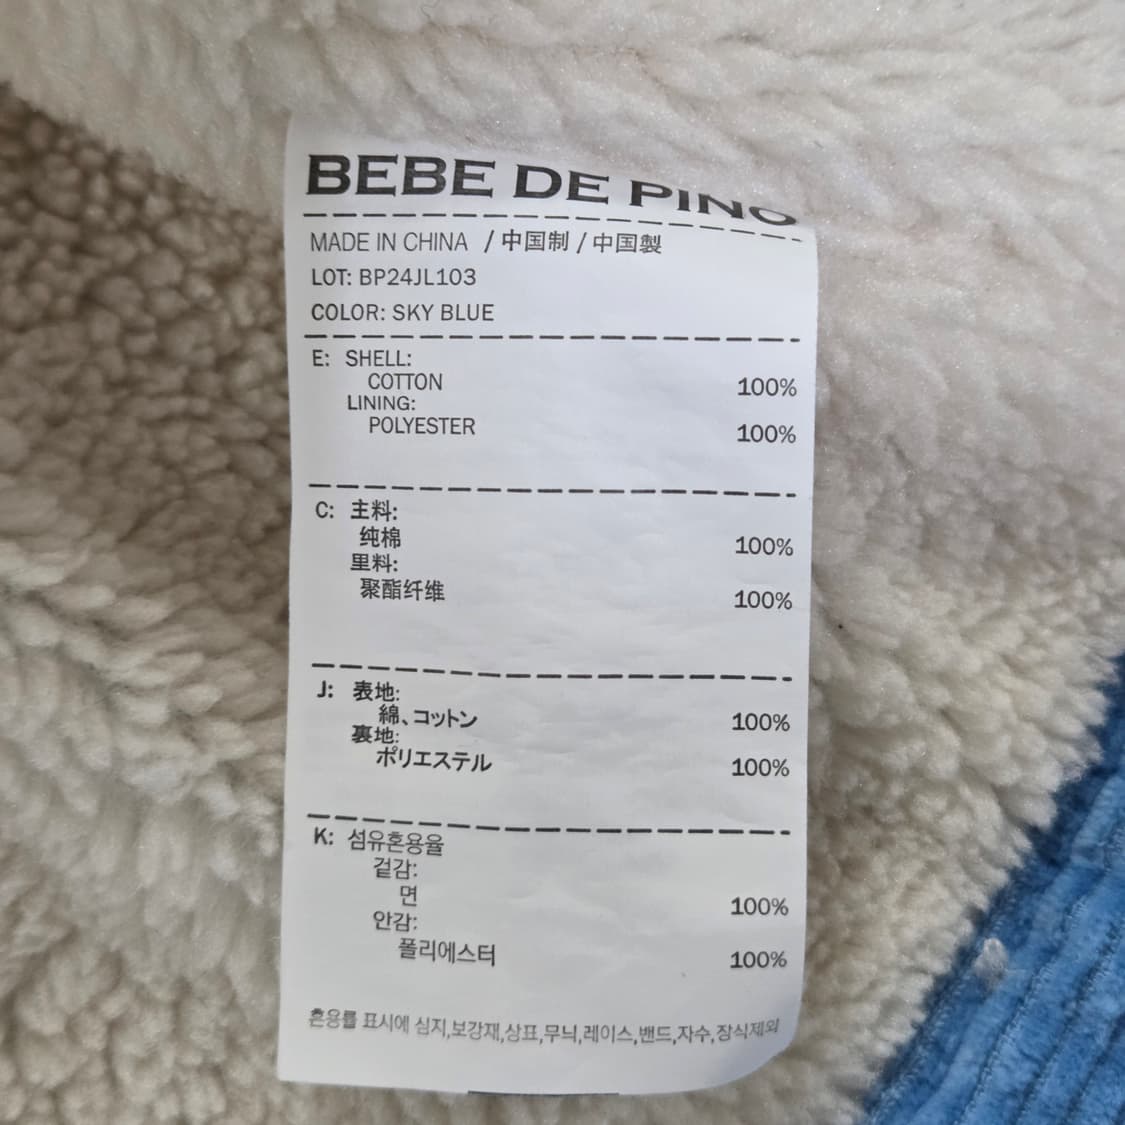 BEBE DE PINO
MADE IN CHINA / 中国制 / 中国製
LOT: BP24JL103
COLOR: SKY BLUE
E: SHELL:
COTTON 100%
LINING:
POLYESTER 100%
C: 主料:
纯棉 100%
里料:
聚酯纤维 100%
J: 表地:
綿、コットン 100%
裏地:
ポリエステル 100%
K: 섬유혼용율
겉감:
면 100%
안감:
폴리에스터 100%
혼용률 표시에 심지,보강재,상표,무늬,레이스,밴드,자수,장식제외